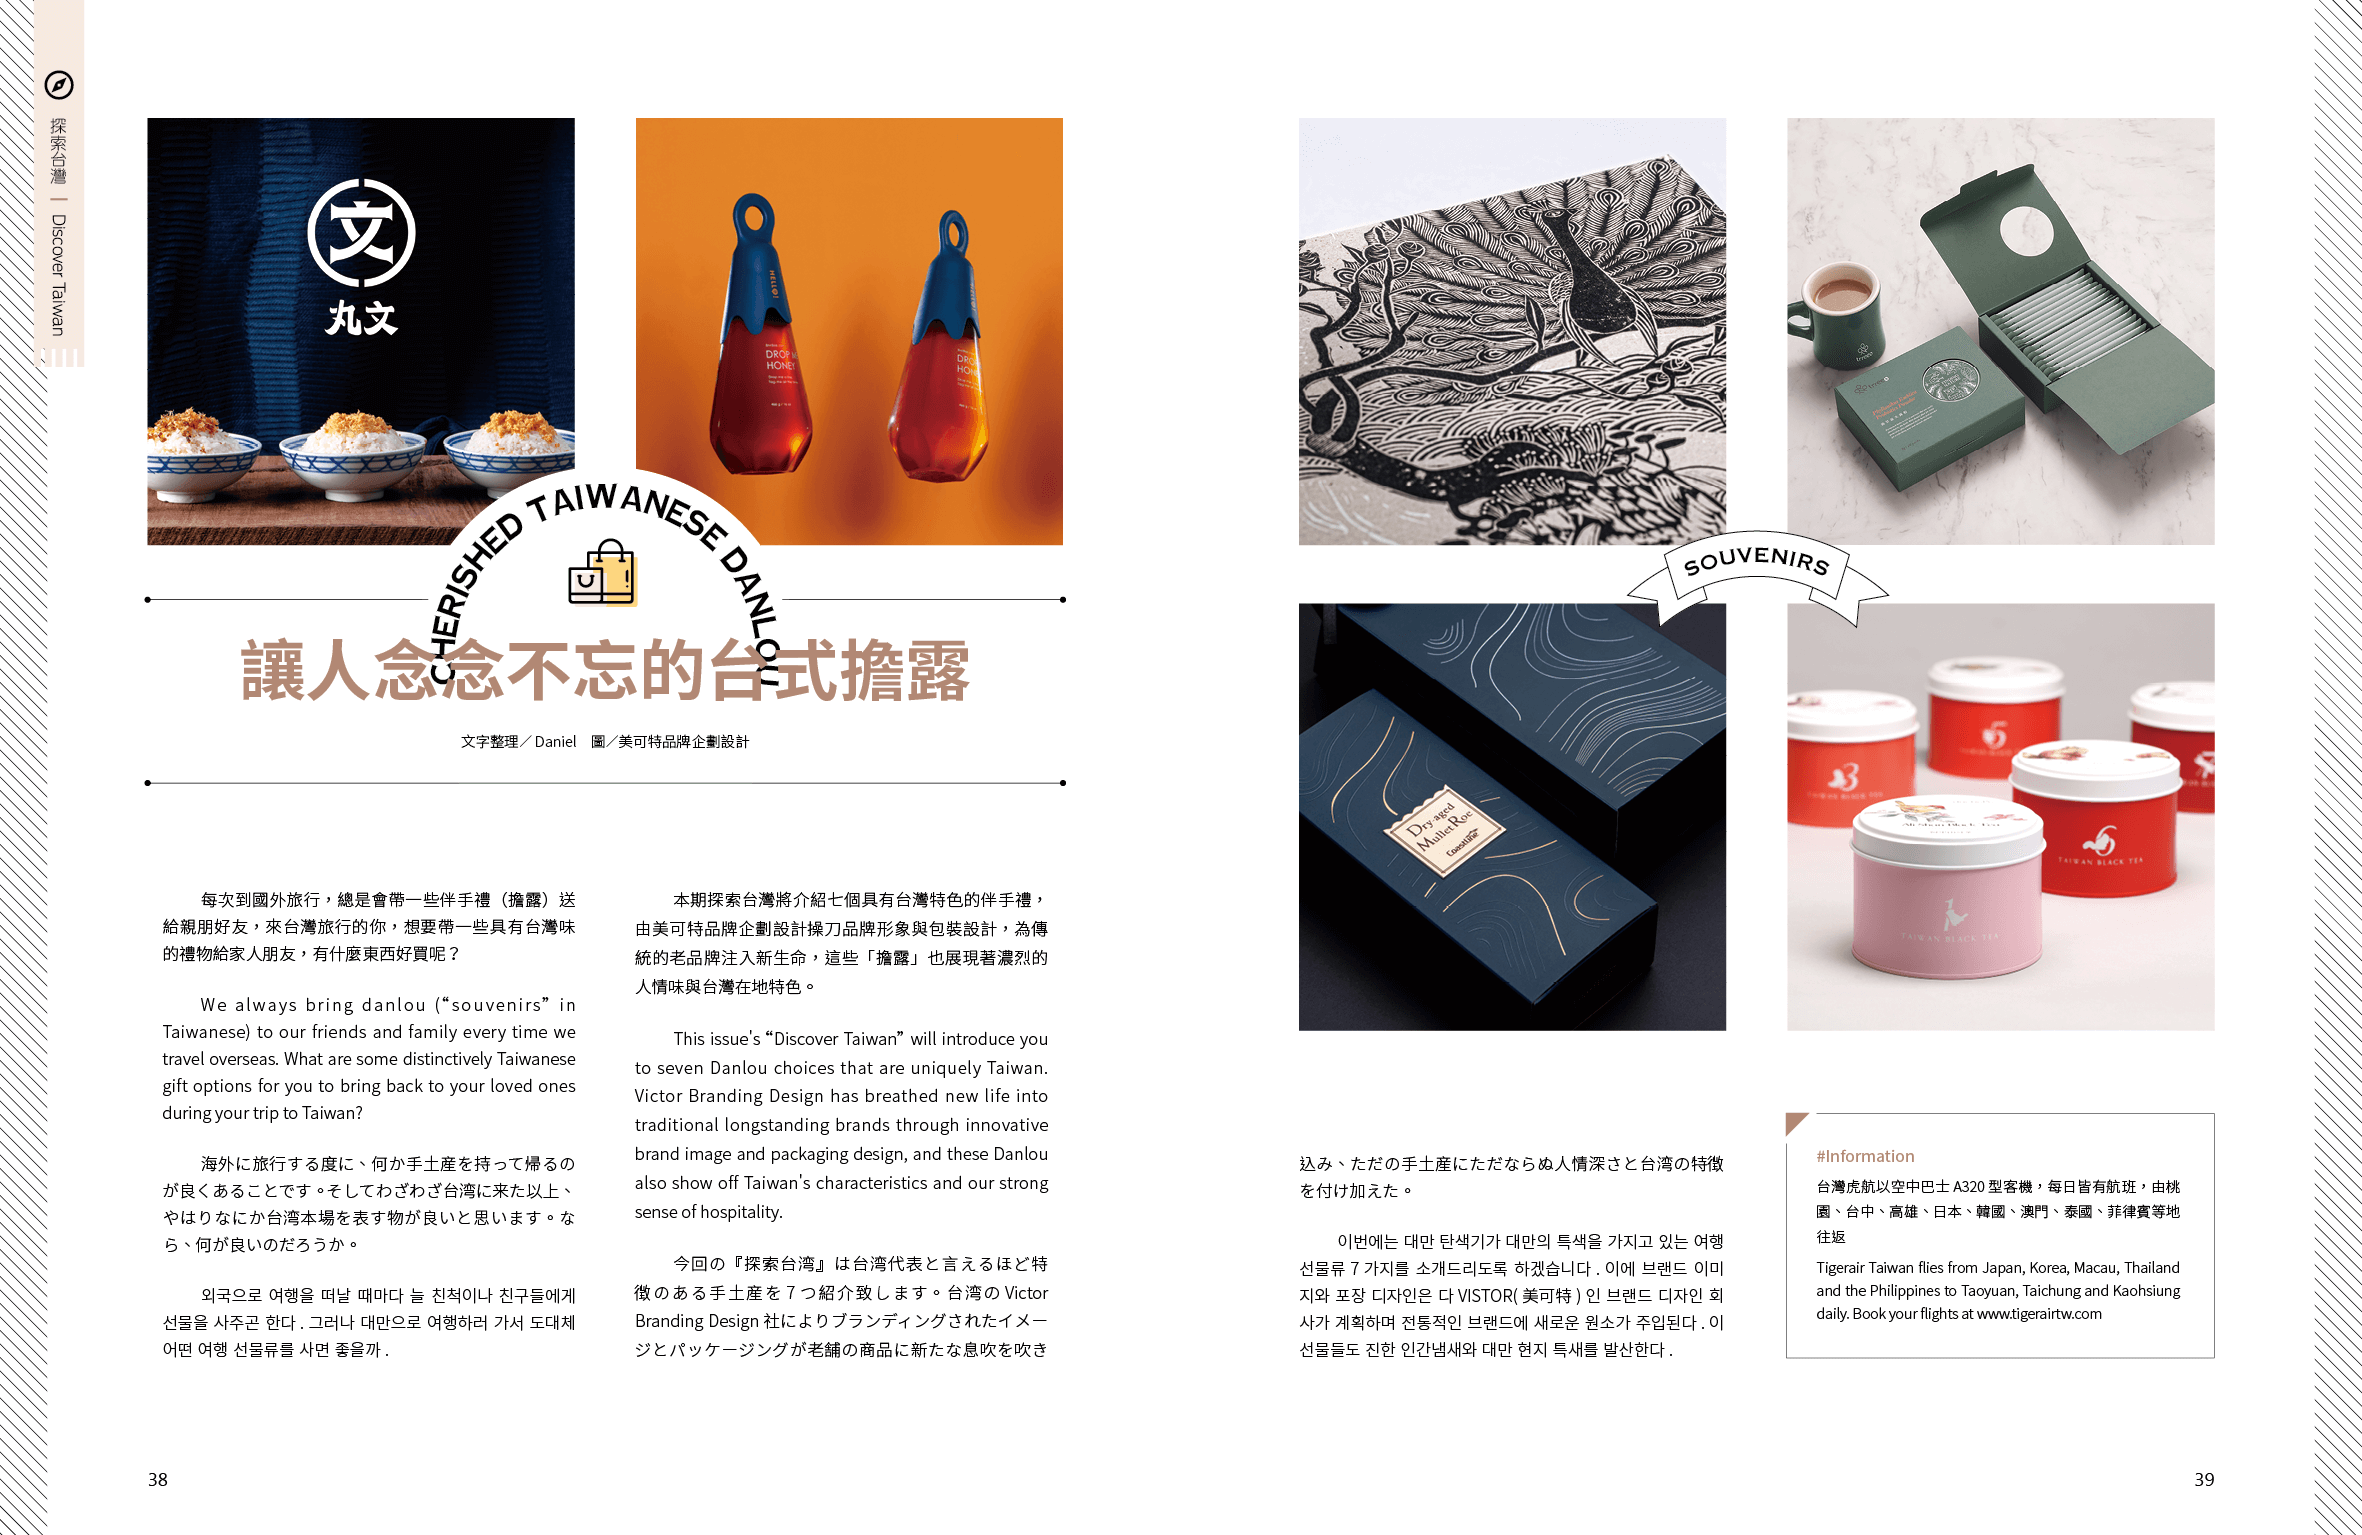 探索台灣 | Discover Taiwan
文
丸文
HELLO!
DROP
HONEY
DROP
CHERISHED TAIWANESE DANLOU
讓人念念不忘的台式擔露
文字整理／Daniel　圖／美可特品牌企劃設計
每次到國外旅行，總是會帶一些伴手禮（擔露）送
給親朋好友，來台灣旅行的你，想要帶一些具有台灣味
的禮物給家人朋友，有什麼東西好買呢？
We always bring danlou (“souvenirs” in
Taiwanese) to our friends and family every time we
travel overseas. What are some distinctively Taiwanese
gift options for you to bring back to your loved ones
during your trip to Taiwan?
海外に旅行する度に、何か手土産を持って帰るの
が良くあることです。そしてわざわざ台湾に来た以上、
やはりなにか台湾本場を表す物が良いと思います。な
ら、何が良いのだろうか。
외국으로 여행을 떠날 때마다 늘 친척이나 친구들에게
선물을 사주곤 한다 . 그러나 대만으로 여행하러 가서 도대체
어떤 여행 선물류를 사면 좋을까 .
本期探索台灣將介紹七個具有台灣特色的伴手禮，
由美可特品牌企劃設計操刀品牌形象與包裝設計，為傳
統的老品牌注入新生命，這些「擔露」也展現著濃烈的
人情味與台灣在地特色。
This issue's “Discover Taiwan” will introduce you
to seven Danlou choices that are uniquely Taiwan.
Victor Branding Design has breathed new life into
traditional longstanding brands through innovative
brand image and packaging design, and these Danlou
also show off Taiwan's characteristics and our strong
sense of hospitality.
今回の『探索台湾』は台湾代表と言えるほど特
徴のある手土産を 7 つ紹介致します。台湾の Victor
Branding Design 社によりブランディングされたイメー
ジとパッケージングが老舗の商品に新たな息吹を吹き
38
SOUVENIRS
Dry-aged
Mullet Roe
Coastline
3
5
6
TAIWAN BLACK TEA
Ali Shan Black Tea
TAIWAN BLACK TEA
込み、ただの手土産にただならぬ人情深さと台湾の特徴
を付け加えた。
이번에는 대만 탄색기가 대만의 특색을 가지고 있는 여행
선물류 7 가지를 소개드리도록 하겠습니다 . 이에 브랜드 이미
지와 포장 디자인은 다 VISTOR( 美可特 ) 인 브랜드 디자인 회
사가 계획하며 전통적인 브랜드에 새로운 원소가 주입된다 . 이
선물들도 진한 인간냄새와 대만 현지 특새를 발산한다 .
#Information
台灣虎航以空中巴士 A320 型客機，每日皆有航班，由桃
園、台中、高雄、日本、韓國、澳門、泰國、菲律賓等地
往返
Tigerair Taiwan flies from Japan, Korea, Macau, Thailand
and the Philippines to Taoyuan, Taichung and Kaohsiung
daily. Book your flights at www.tigerairtw.com
39